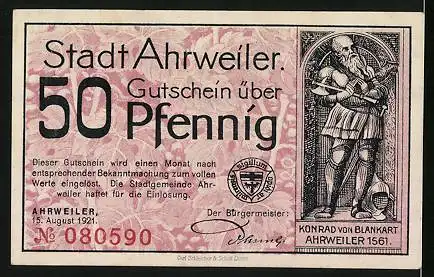 Stadt Ahrweiler.
50 Gutschein über
Pfennig
Dieser Gutschein wird einen Monat nach
entsprechender Bekanntmachung zum vollen
Werte eingelöst. Die Stadtgemeinde Ahr-
weiler haftet für die Einlösung.
AHRWEILER,
15. August 1921.
Der Bürgermeister:
№ 080590
KONRAD VON BLANKART
AHRWEILER 1561.